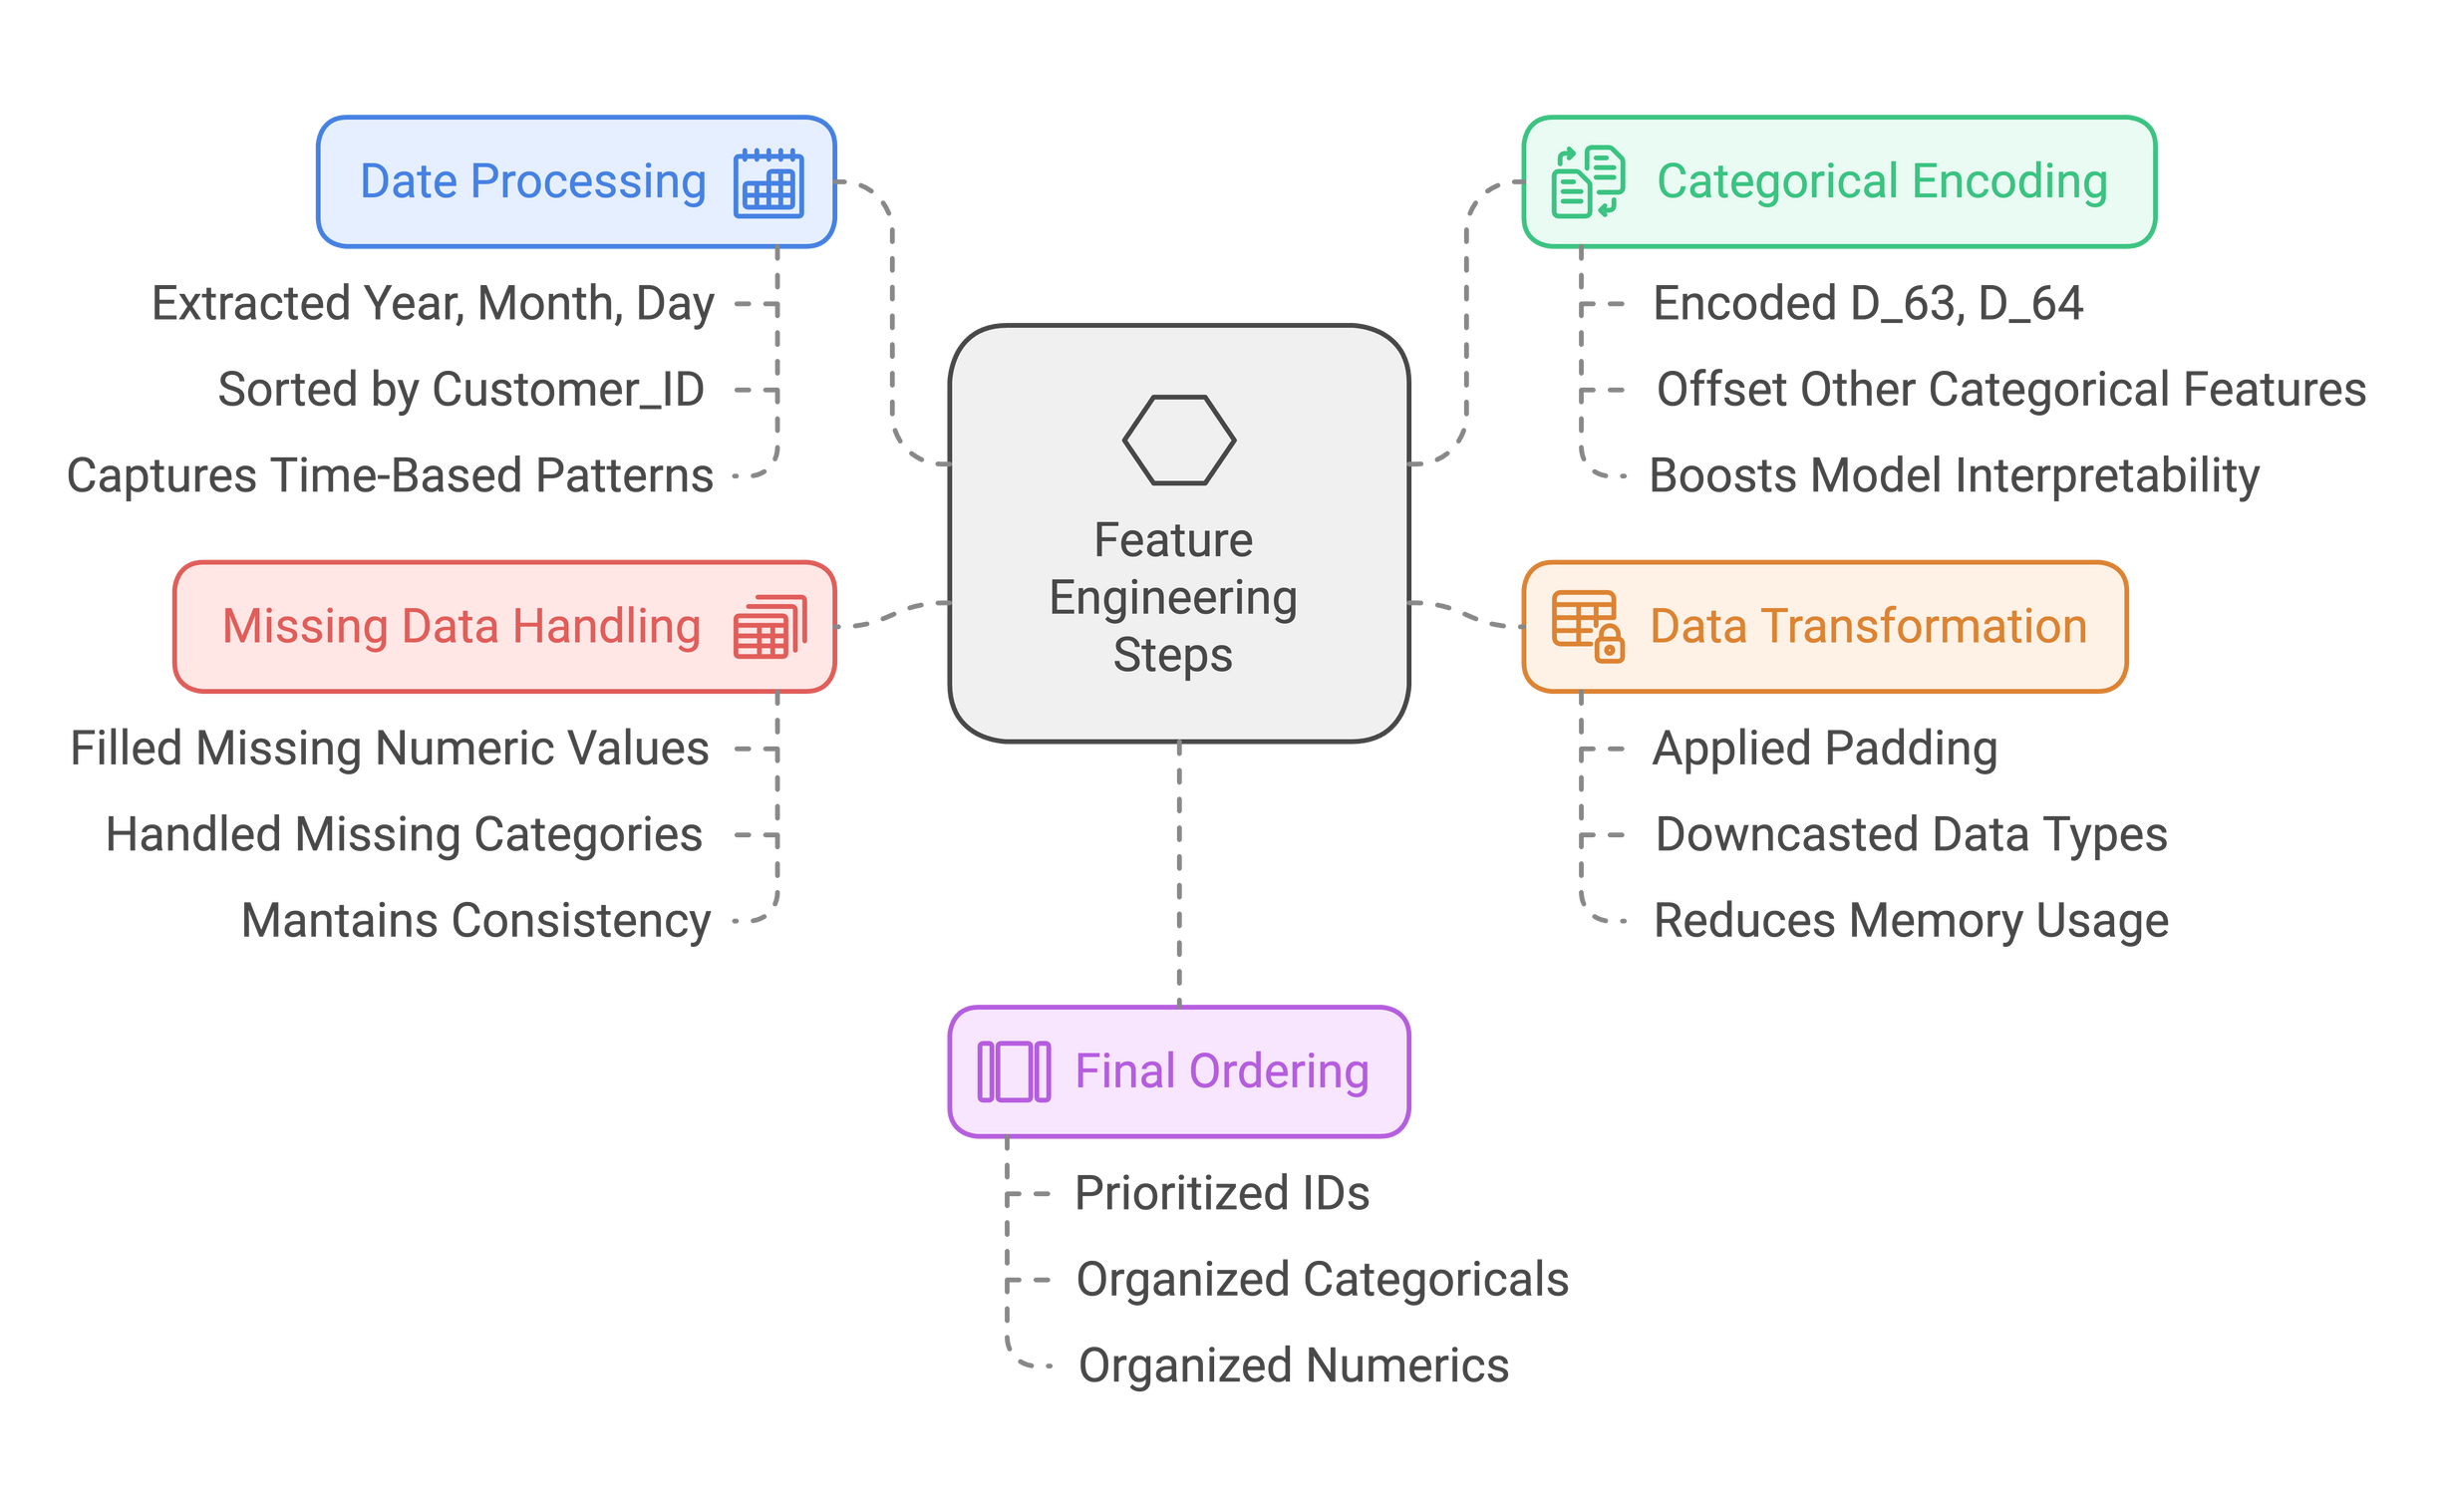 Date Processing
Extracted Year, Month, Day
Sorted by Customer_ID
Captures Time-Based Patterns
Missing Data Handling
Filled Missing Numeric Values
Handled Missing Categories
Mantains Consistency
Feature
Engineering
Steps
Categorical Encoding
Encoded D_63, D_64
Offset Other Categorical Features
Boosts Model Interpretability
Data Transformation
Applied Padding
Downcasted Data Types
Reduces Memory Usage
Final Ordering
Prioritized IDs
Organized Categoricals
Organized Numerics